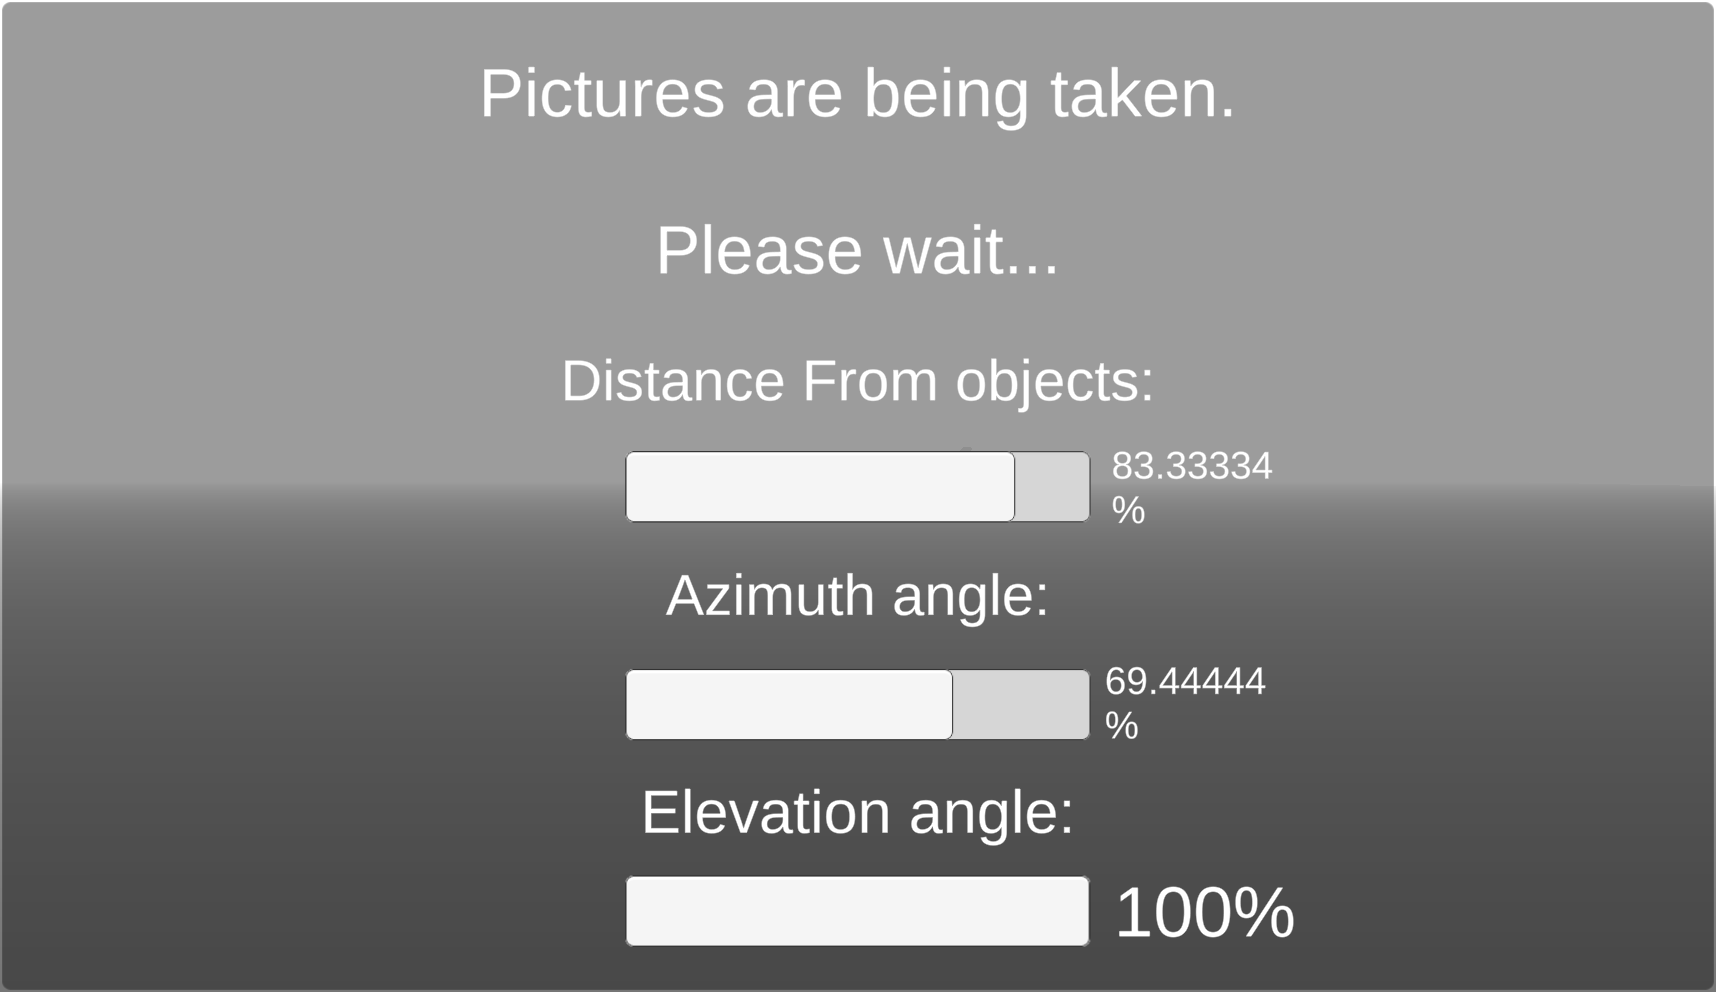 Pictures are being taken.
Please wait...
Distance From objects:
83.33334
%
Azimuth angle:
69.44444
%
Elevation angle:
100%